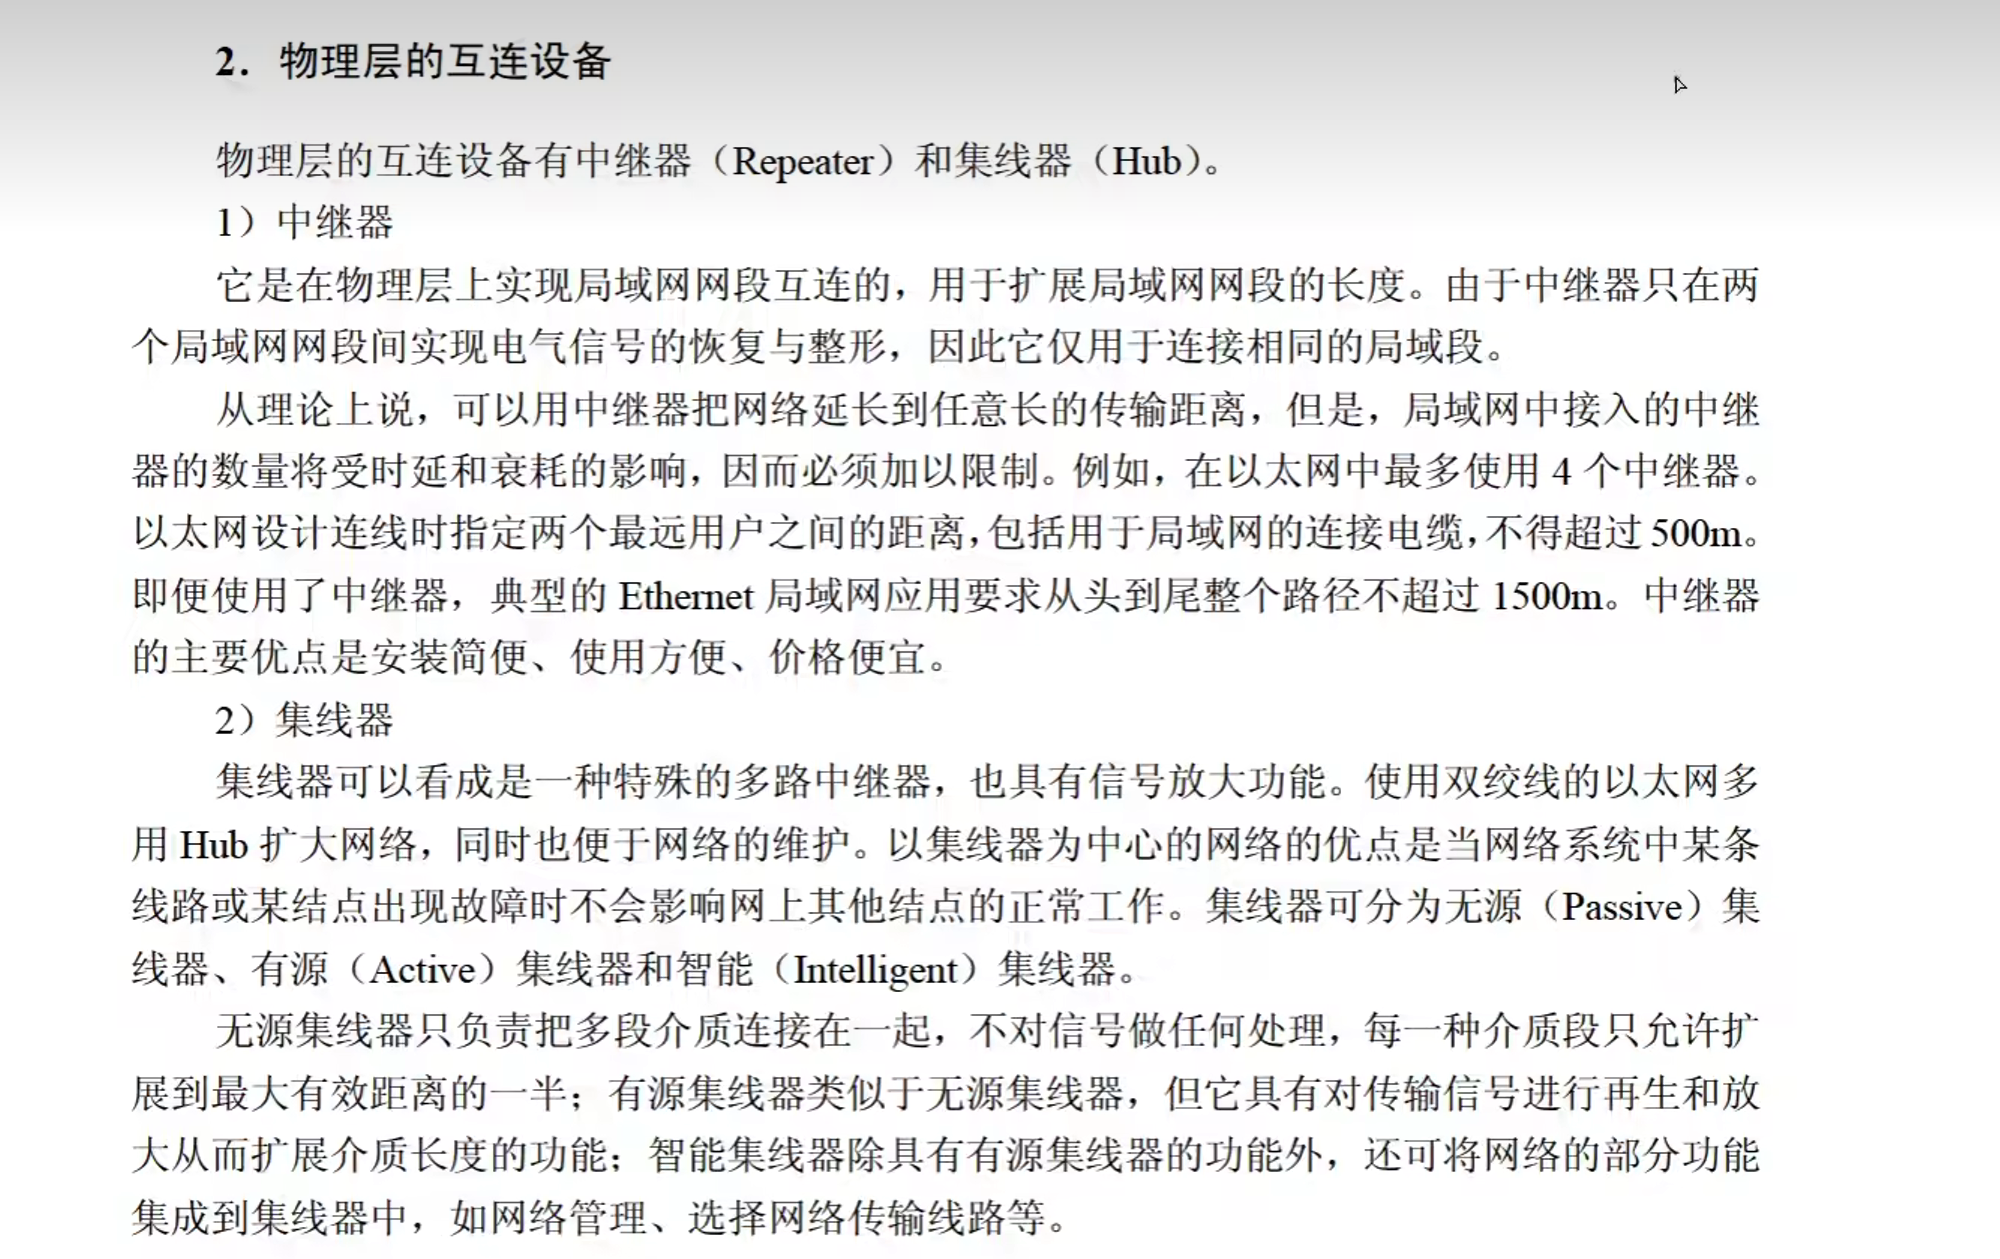 2．物理层的互连设备
物理层的互连设备有中继器（Repeater）和集线器（Hub）。
1）中继器
它是在物理层上实现局域网网段互连的，用于扩展局域网网段的长度。由于中继器只在两
个局域网网段间实现电气信号的恢复与整形，因此它仅用于连接相同的局域段。
从理论上说，可以用中继器把网络延长到任意长的传输距离，但是，局域网中接入的中继
器的数量将受时延和衰耗的影响，因而必须加以限制。例如，在以太网中最多使用 4 个中继器。
以太网设计连线时指定两个最远用户之间的距离，包括用于局域网的连接电缆，不得超过 500m。
即便使用了中继器，典型的 Ethernet 局域网应用要求从头到尾整个路径不超过 1500m。中继器
的主要优点是安装简便、使用方便、价格便宜。
2）集线器
集线器可以看成是一种特殊的多路中继器，也具有信号放大功能。使用双绞线的以太网多
用 Hub 扩大网络，同时也便于网络的维护。以集线器为中心的网络的优点是当网络系统中某条
线路或某结点出现故障时不会影响网上其他结点的正常工作。集线器可分为无源（Passive）集
线器、有源（Active）集线器和智能（Intelligent）集线器。
无源集线器只负责把多段介质连接在一起，不对信号做任何处理，每一种介质段只允许扩
展到最大有效距离的一半；有源集线器类似于无源集线器，但它具有对传输信号进行再生和放
大从而扩展介质长度的功能；智能集线器除具有有源集线器的功能外，还可将网络的部分功能
集成到集线器中，如网络管理、选择网络传输线路等。